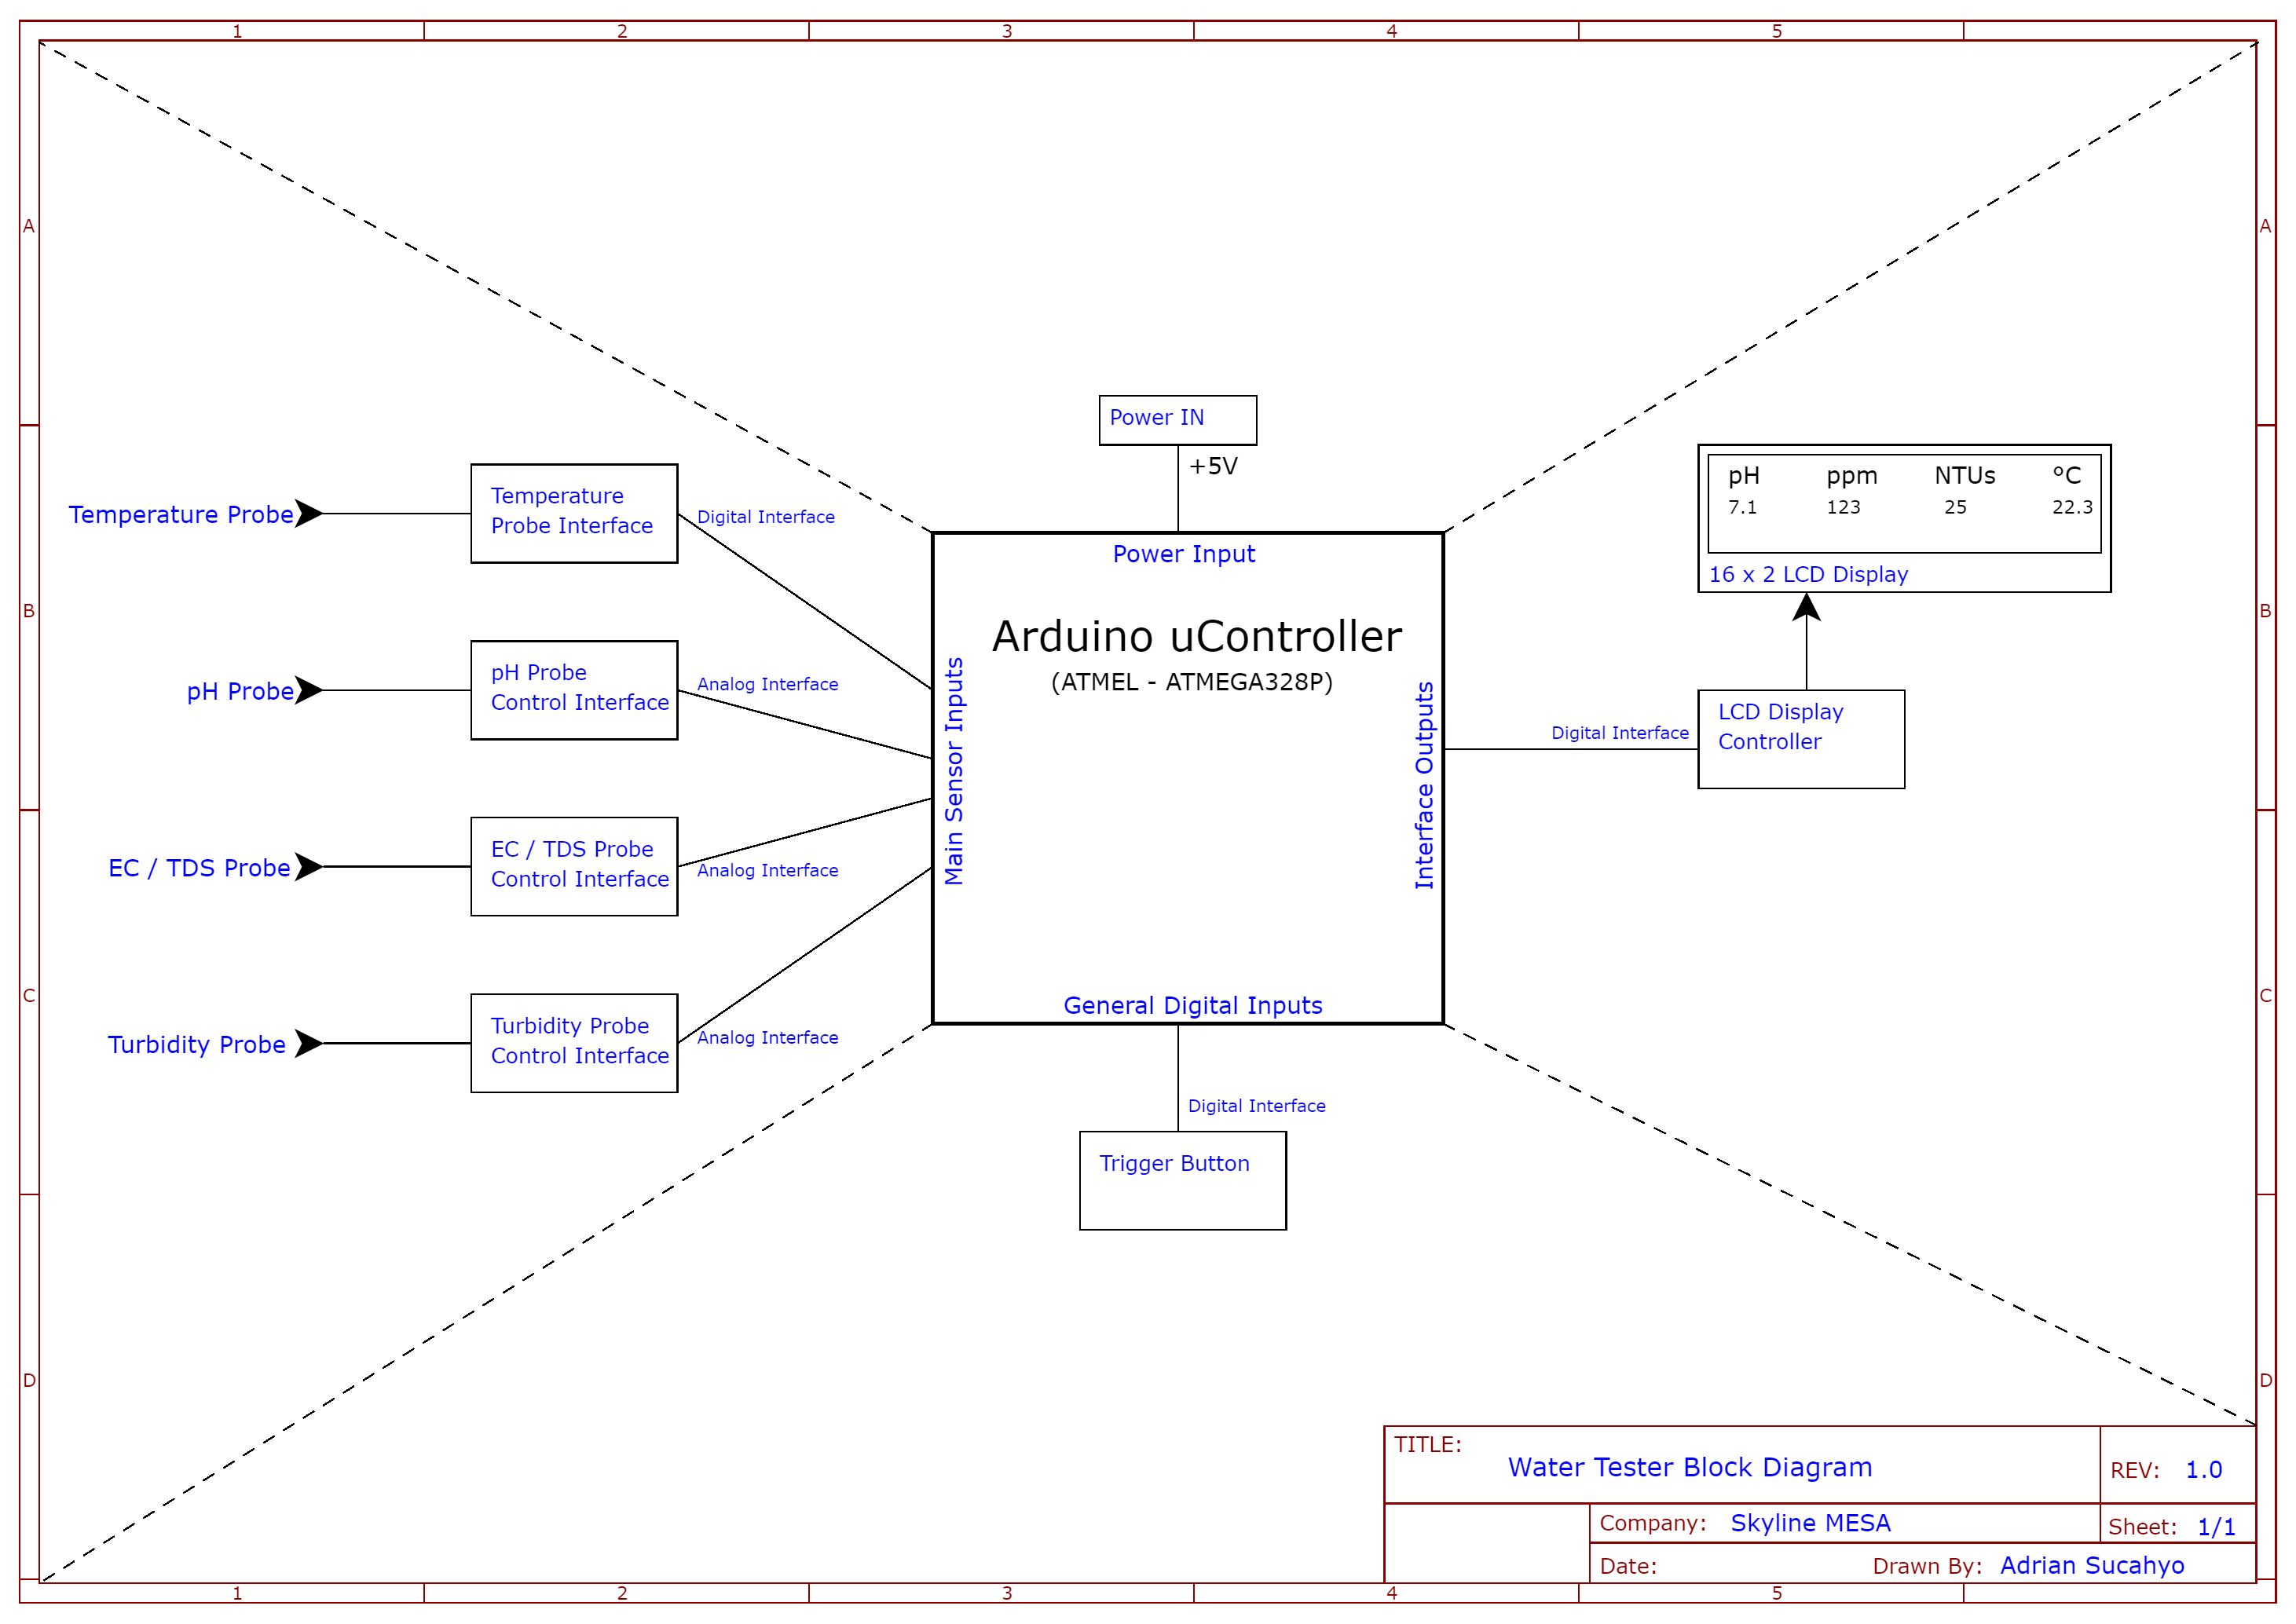 1 2 3 4 5
A A
Power IN
+5V
Temperature Probe
Temperature
Probe Interface
Digital Interface
pH Probe
pH Probe
Control Interface
Analog Interface
EC / TDS Probe
EC / TDS Probe
Control Interface
Analog Interface
Turbidity Probe
Turbidity Probe
Control Interface
Analog Interface
B
Main Sensor Inputs
Power Input
Arduino uController
(ATMEL - ATMEGA328P)
Interface Outputs
General Digital Inputs
Digital Interface
Trigger Button
pH ppm NTUs °C
7.1 123 25 22.3
16 x 2 LCD Display
Digital Interface
LCD Display
Controller
B
C C
D D
TITLE:
Water Tester Block Diagram
REV: 1.0
Company: Skyline MESA
Sheet: 1/1
Date:
Drawn By: Adrian Sucahyo
1 2 3 4 5